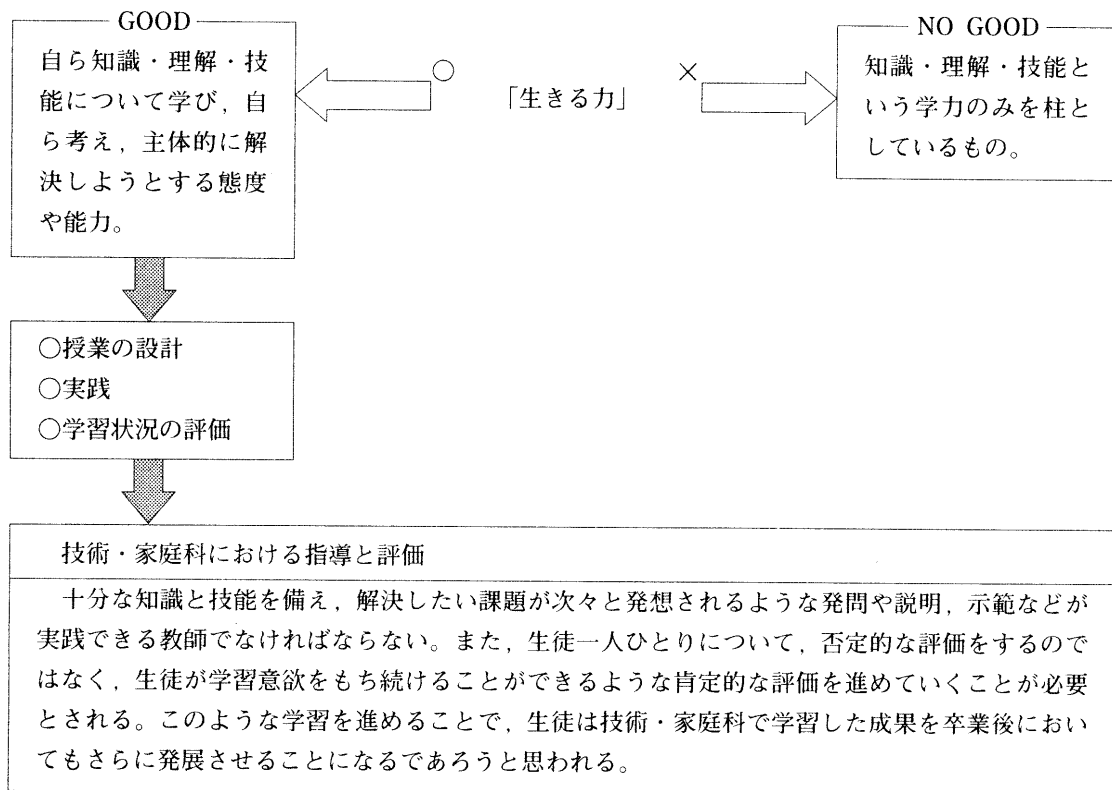 GOOD
自ら知識・理解・技
能について学び,自
ら考え,主体的に解
決しようとする態度
や能力。
○
「生きる力」
×
NO GOOD
知識・理解・技能と
いう学力のみを柱と
しているもの。
○授業の設計
○実践
○学習状況の評価
技術・家庭科における指導と評価
十分な知識と技能を備え,解決したい課題が次々と発想されるような発問や説明,示範などが
実践できる教師でなければならない。また,生徒一人ひとりについて,否定的な評価をするので
はなく,生徒が学習意欲をもち続けることができるような肯定的な評価を進めていくことが必要
とされる。このような学習を進めることで,生徒は技術・家庭科で学習した成果を卒業後におい
てもさらに発展させることになるであろうと思われる。